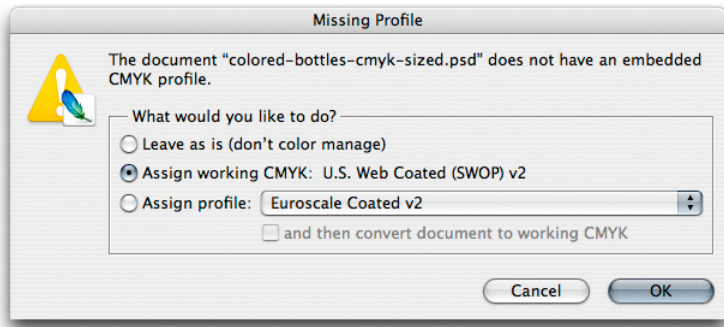 Missing Profile
The document “colored-bottles-cmyk-sized.psd” does not have an embedded
CMYK profile.
What would you like to do?
Leave as is (don’t color manage)
Assign working CMYK: U.S. Web Coated (SWOP) v2
Assign profile: Euroscale Coated v2
and then convert document to working CMYK
Cancel OK